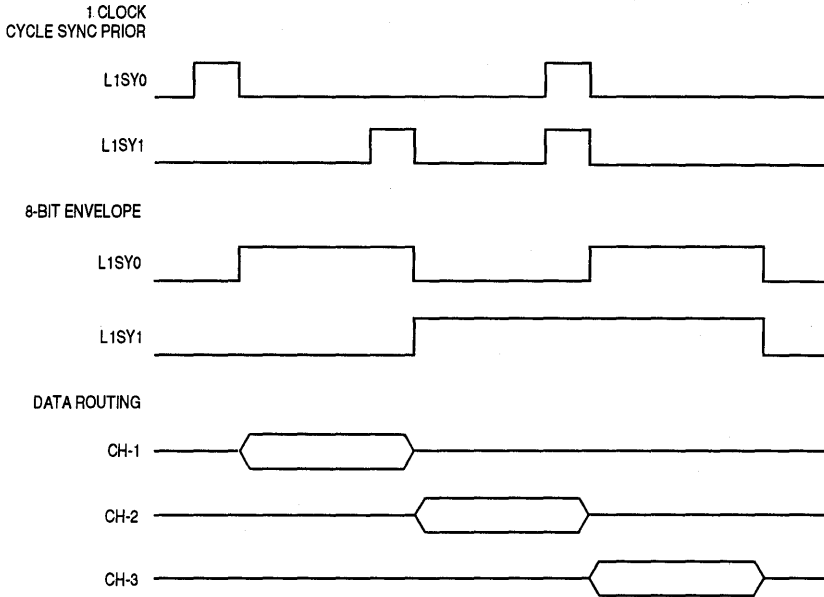 1 CLOCK
CYCLE SYNC PRIOR
L1SY0
L1SY1
8-BIT ENVELOPE
L1SY0
L1SY1
DATA ROUTING
CH-1
CH-2
CH-3